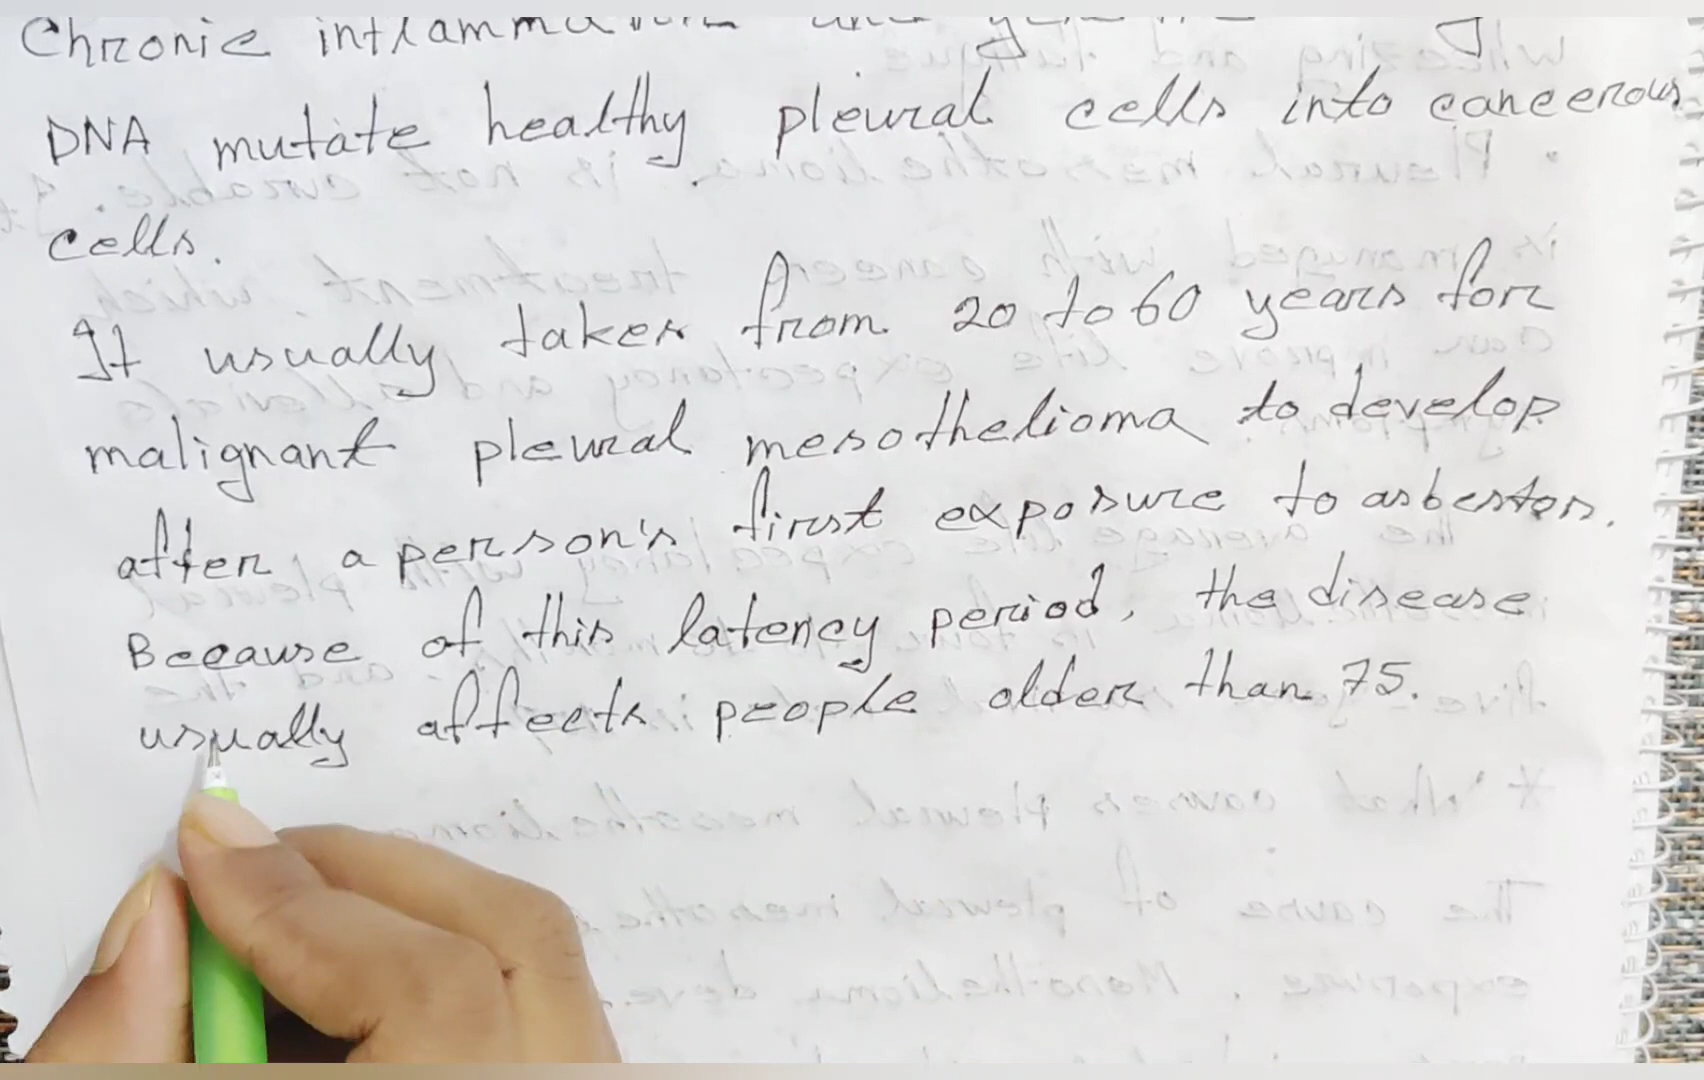 Chronic inflammation and
DNA mutate healthy pleural cells into cancerous
cells.
It usually takes from 20 to 60 years for
malignant pleural mesothelioma to develop
after a person's first exposure to asbestos.
Because of this latency period, the disease
usually affects people older than 75.